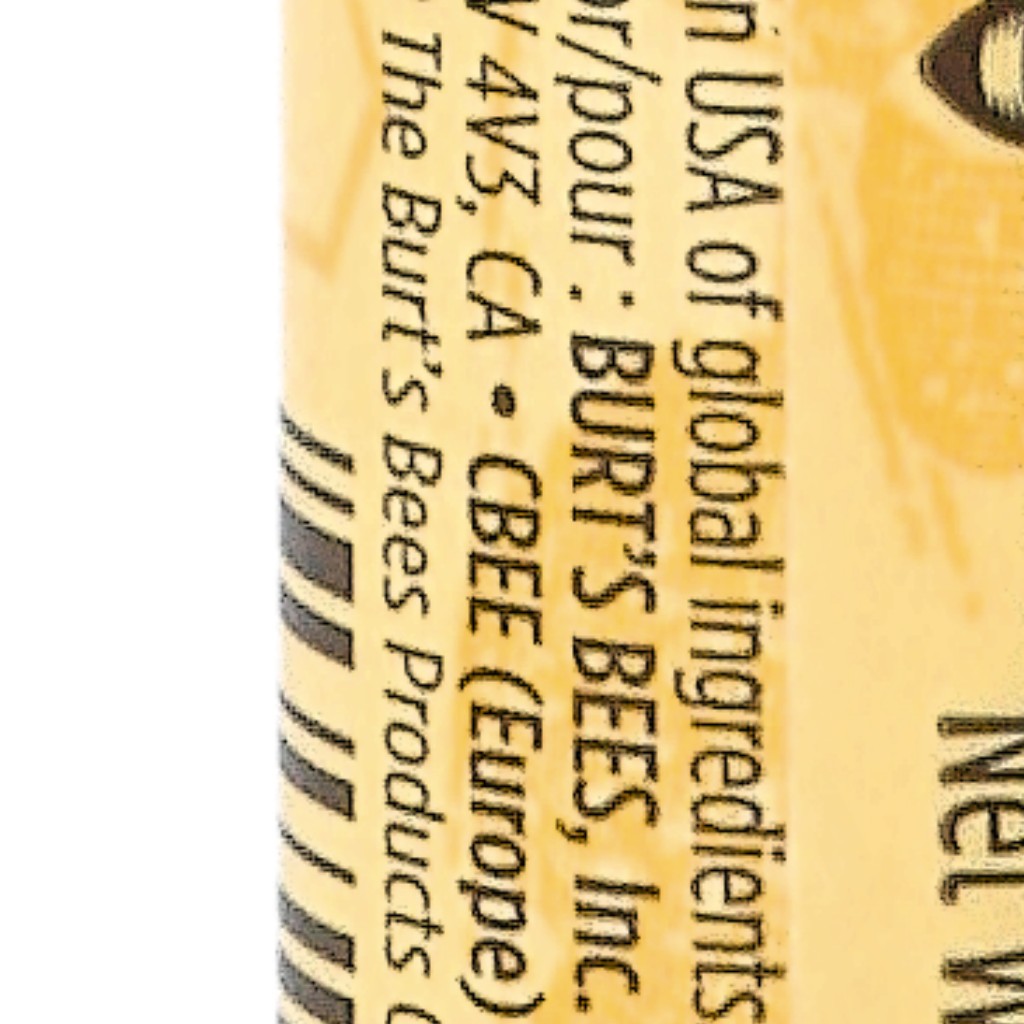 Net
USA of global ingredients
or/pour : BURT'S BEES, Inc.
4V3, CA • CBEE (Europe)
The Burt's Bees Products